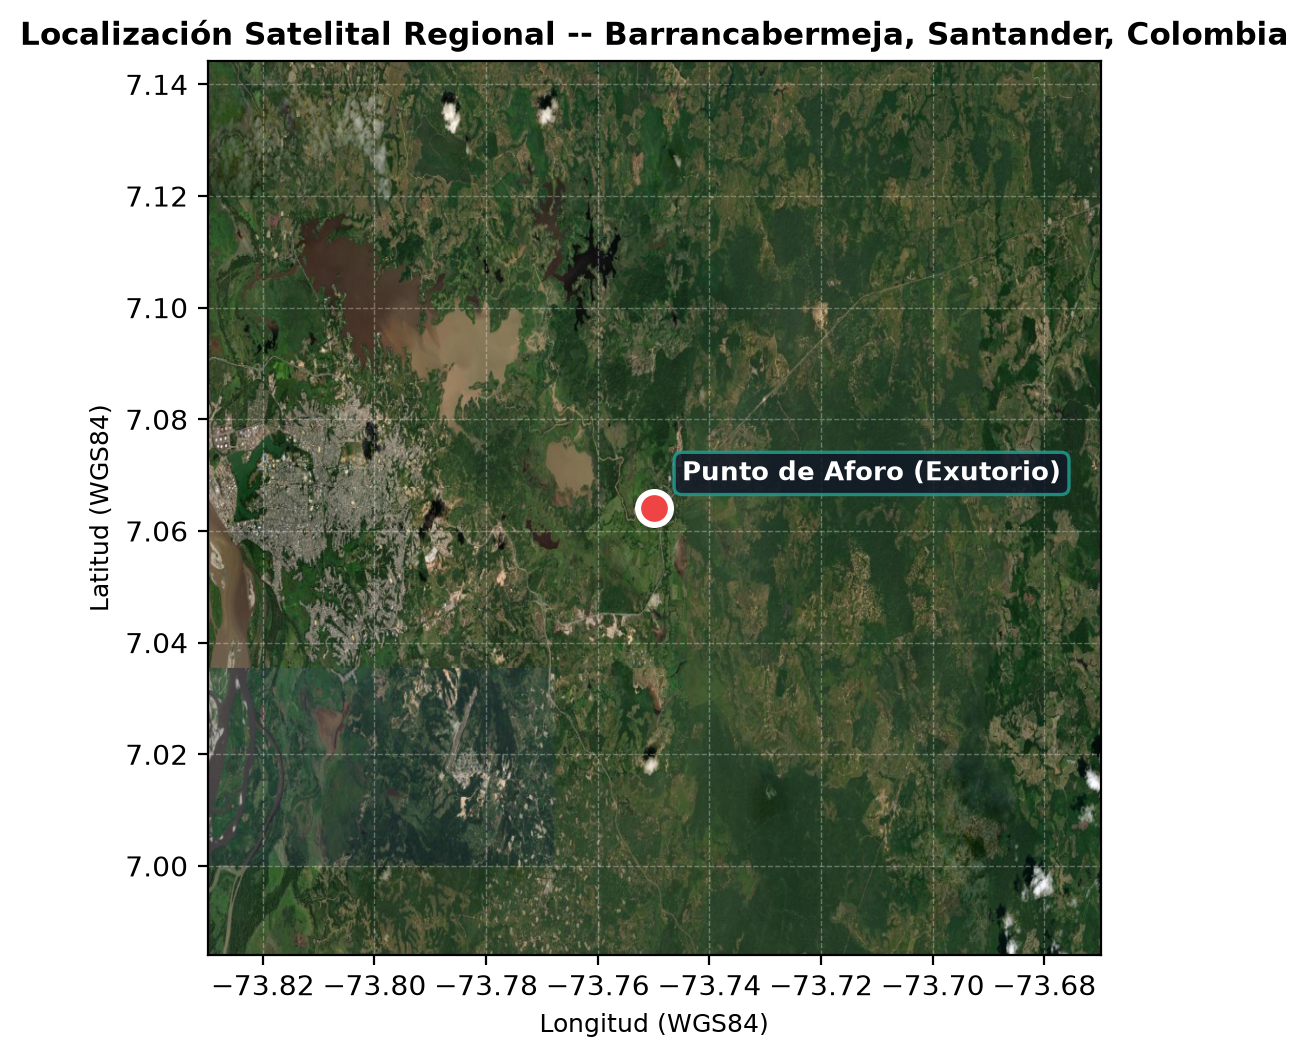 Localización Satelital Regional -- Barrancabermeja, Santander, Colombia
7.14
7.12
7.10
7.08
7.06
7.04
7.02
7.00
Latitud (WGS84)
Punto de Aforo (Exutorio)
−73.82 −73.80 −73.78 −73.76 −73.74 −73.72 −73.70 −73.68
Longitud (WGS84)